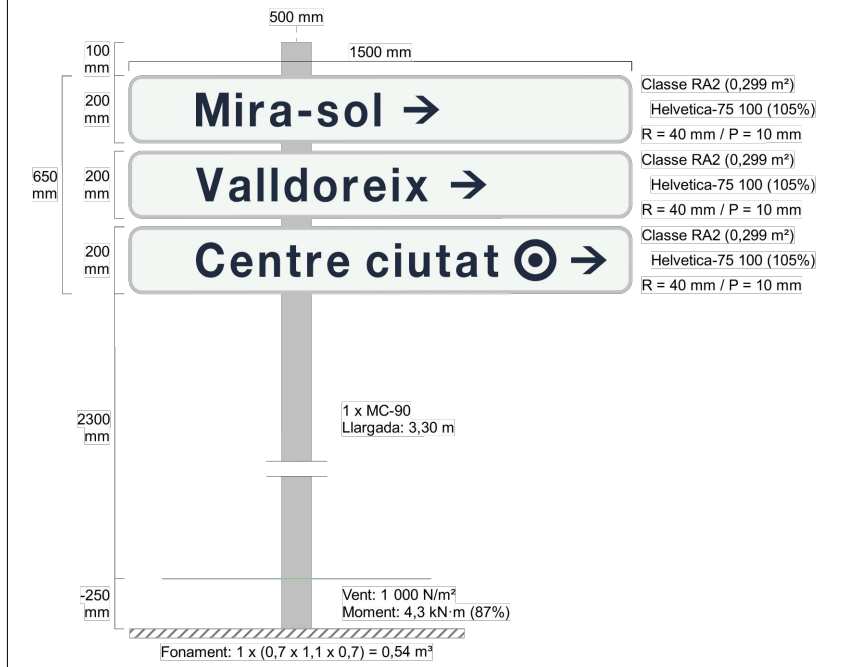 500 mm
100
mm
1500 mm
650
mm
200
mm
Mira-sol →
Classe RA2 (0,299 m²)
Helvetica-75 100 (105%)
R = 40 mm / P = 10 mm
200
mm
Valldoreix →
Classe RA2 (0,299 m²)
Helvetica-75 100 (105%)
R = 40 mm / P = 10 mm
200
mm
Centre ciutat →
Classe RA2 (0,299 m²)
Helvetica-75 100 (105%)
R = 40 mm / P = 10 mm
2300
mm
1 x MC-90
Llargada: 3,30 m
-250
mm
Vent: 1 000 N/m²
Moment: 4,3 kN·m (87%)
Fonament: 1 x (0,7 x 1,1 x 0,7) = 0,54 m³